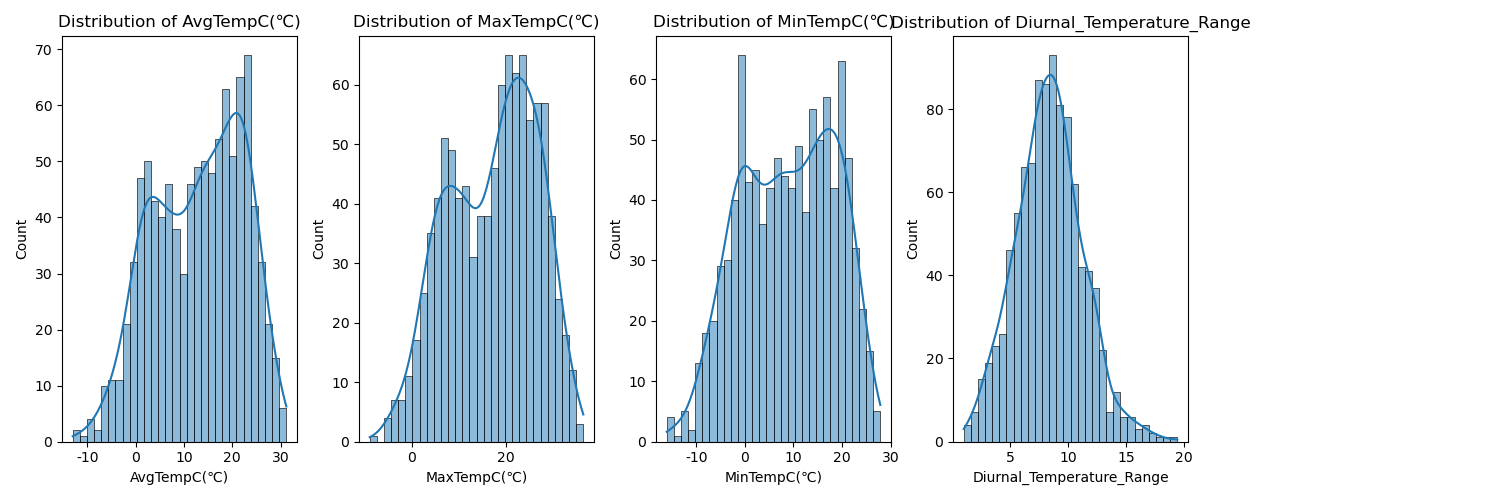 Distribution of AvgTempC(℃)
Distribution of MaxTempC(℃)
Distribution of MinTempC(℃)
Distribution of Diurnal_Temperature_Range
70
60
50
40
30
20
10
0
Count
-10 0 10 20 30
AvgTempC(℃)
60
50
40
30
20
10
0
Count
0 20
MaxTempC(℃)
60
50
40
30
20
10
0
Count
-10 0 10 20 30
MinTempC(℃)
80
60
40
20
0
Count
5 10 15 20
Diurnal_Temperature_Range